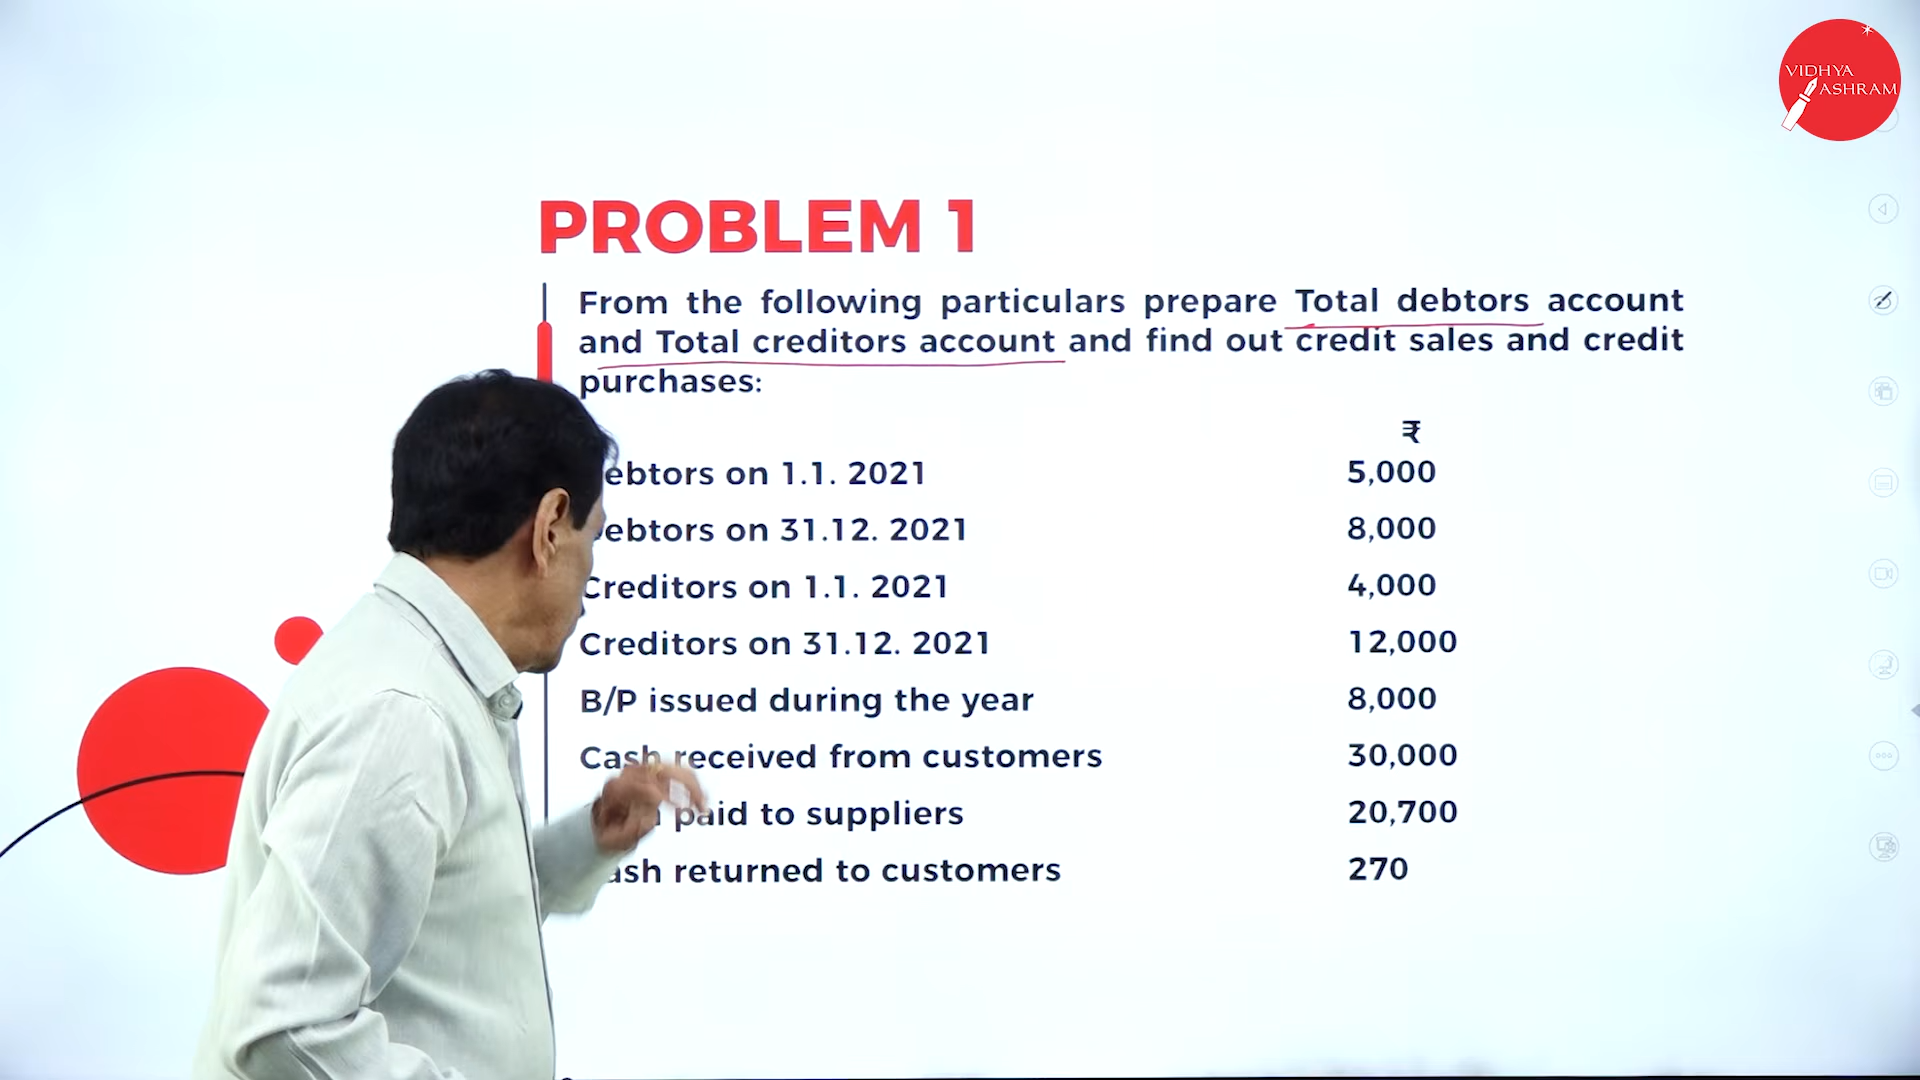 VIDHYA
ASHRAM
PROBLEM 1
From the following particulars prepare Total debtors account
and Total creditors account and find out credit sales and credit
purchases:
₹
ebtors on 1.1. 2021 5,000
ebtors on 31.12. 2021 8,000
Creditors on 1.1. 2021 4,000
Creditors on 31.12. 2021 12,000
B/P issued during the year 8,000
Cash received from customers 30,000
paid to suppliers 20,700
ash returned to customers 270